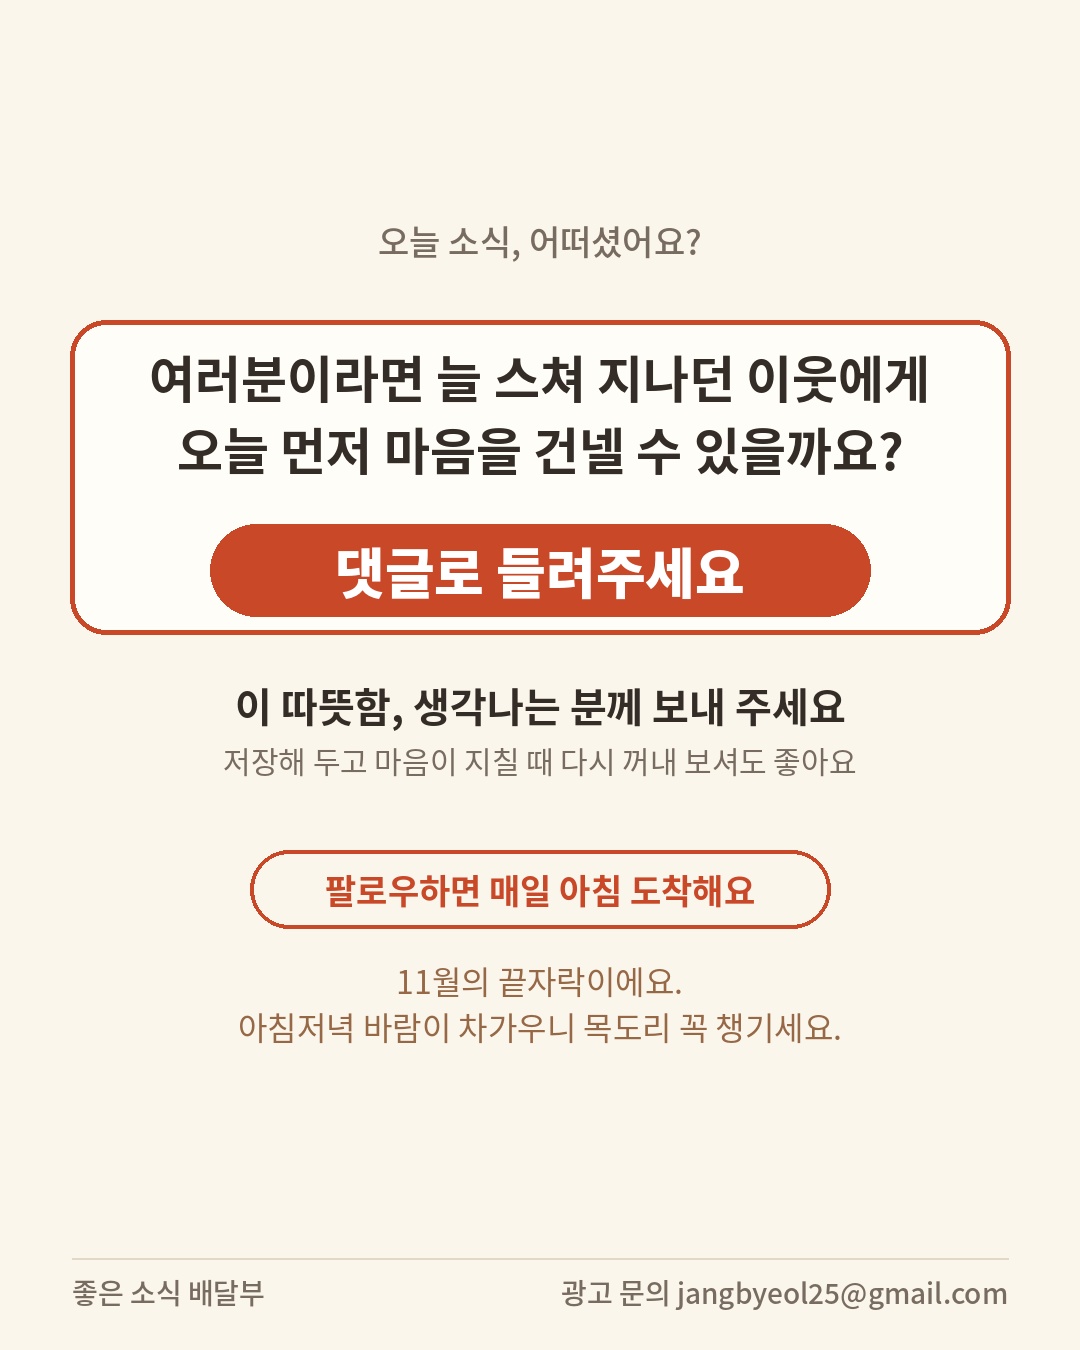 오늘 소식, 어떠셨어요?
여러분이라면 늘 스쳐 지나던 이웃에게
오늘 먼저 마음을 건넬 수 있을까요?
댓글로 들려주세요
이 따뜻함, 생각나는 분께 보내 주세요
저장해 두고 마음이 지칠 때 다시 꺼내 보셔도 좋아요
팔로우하면 매일 아침 도착해요
11월의 끝자락이에요.
아침저녁 바람이 차가우니 목도리 꼭 챙기세요.
좋은 소식 배달부
광고 문의 jangbyeol25@gmail.com